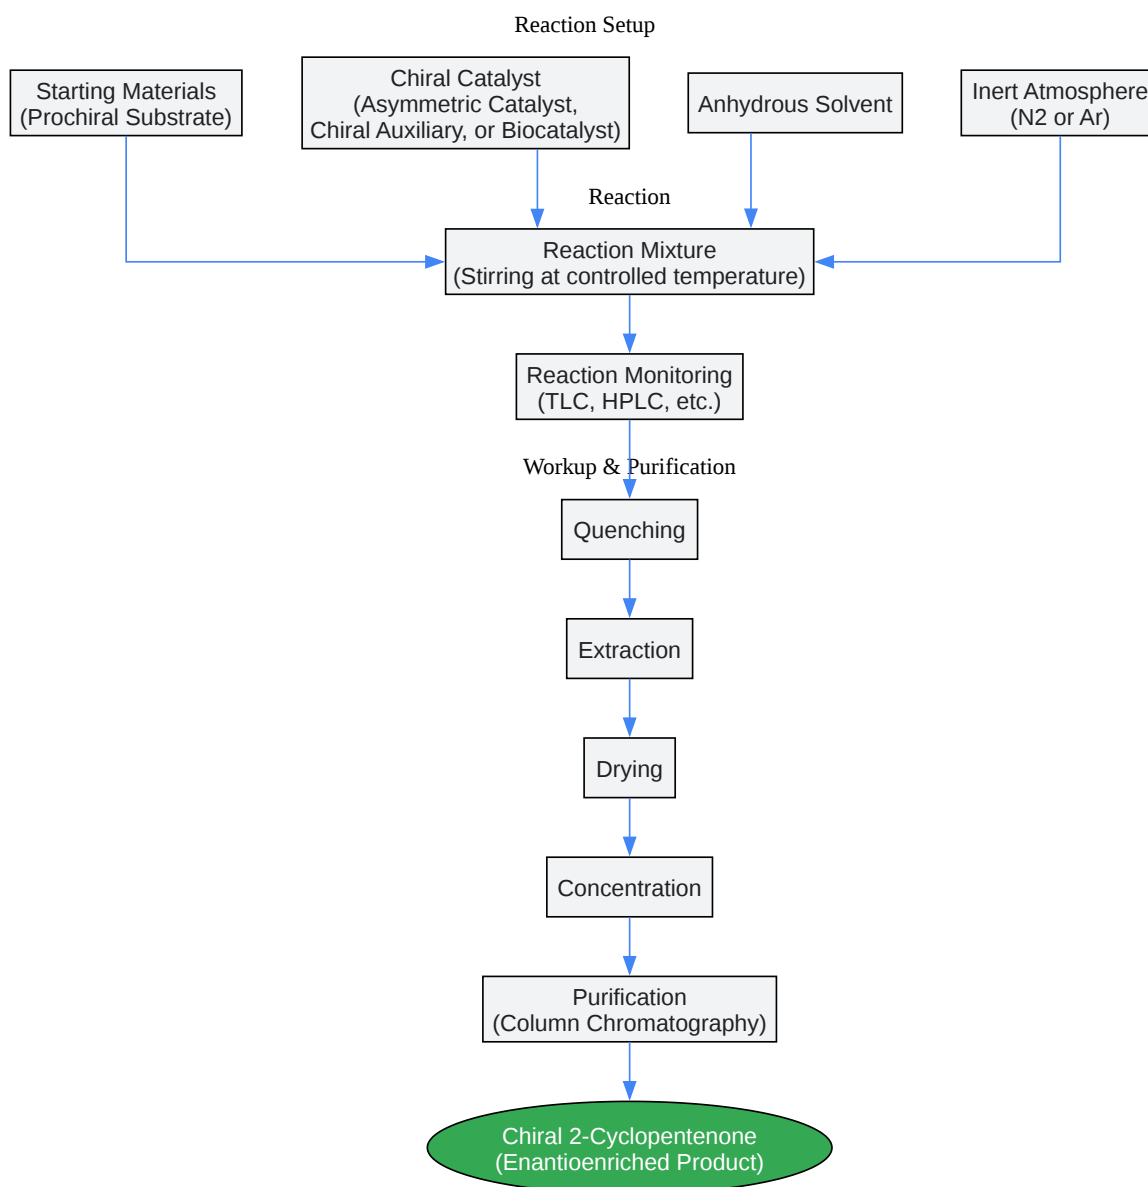 Reaction Setup
Starting Materials
(Prochiral Substrate)
Chiral Catalyst
(Asymmetric Catalyst,
Chiral Auxiliary, or Biocatalyst)
Anhydrous Solvent
Inert Atmosphere
(N2 or Ar)
Reaction
Reaction Mixture
(Stirring at controlled temperature)
Reaction Monitoring
(TLC, HPLC, etc.)
Workup & Purification
Quenching
Extraction
Drying
Concentration
Purification
(Column Chromatography)
Chiral 2-Cyclopentenone
(Enantioenriched Product)